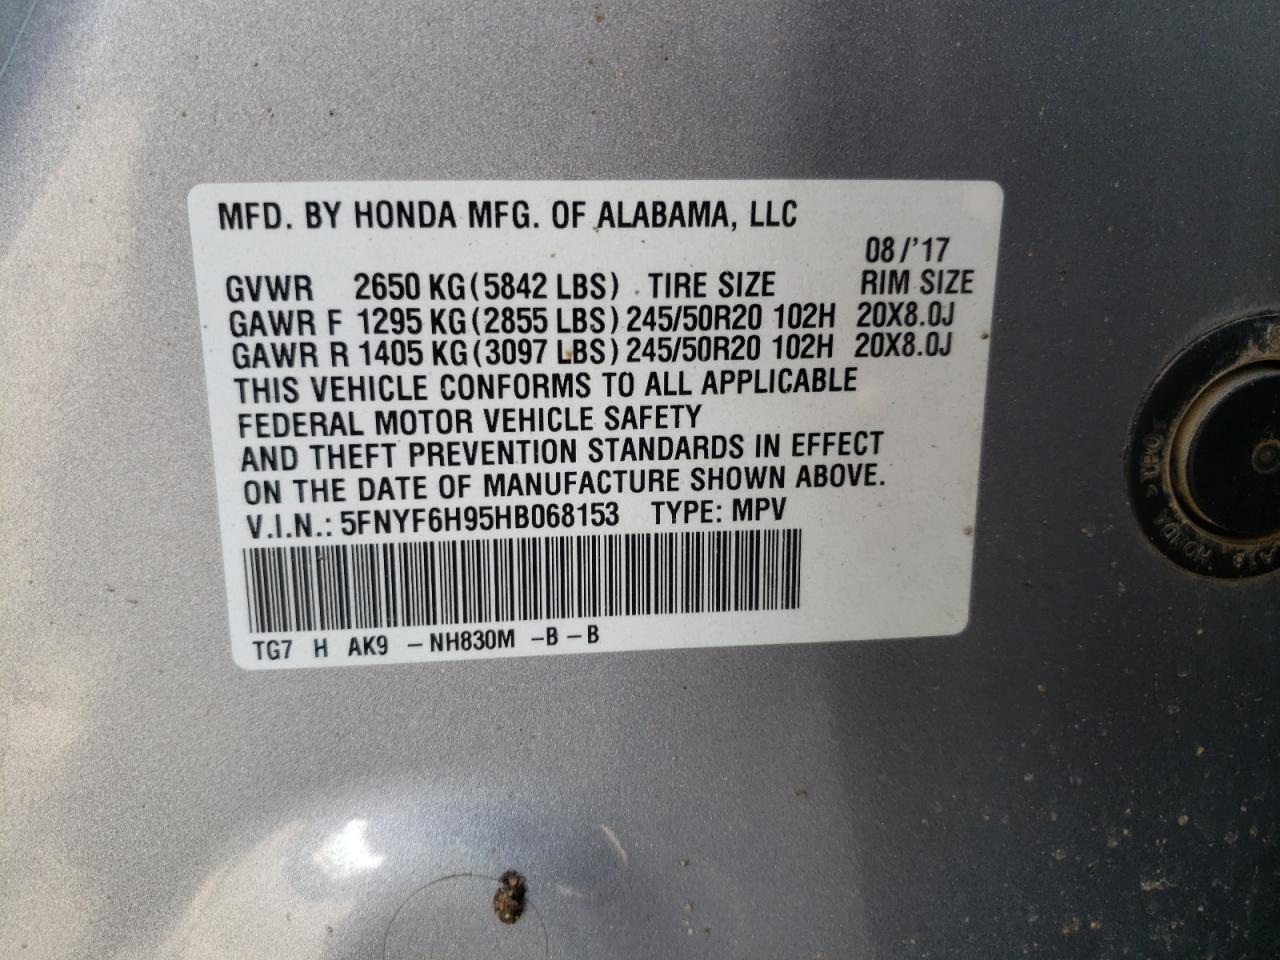 MFD. BY HONDA MFG. OF ALABAMA, LLC
08/'17
GVWR 2650 KG (5842 LBS) TIRE SIZE RIM SIZE
GAWR F 1295 KG (2855 LBS) 245/50R20 102H 20X8.0J
GAWR R 1405 KG (3097 LBS) 245/50R20 102H 20X8.0J
THIS VEHICLE CONFORMS TO ALL APPLICABLE
FEDERAL MOTOR VEHICLE SAFETY
AND THEFT PREVENTION STANDARDS IN EFFECT
ON THE DATE OF MANUFACTURE SHOWN ABOVE.
V.I.N.: 5FNYF6H95HB068153 TYPE: MPV
TG7 H AK9 – NH830M –B – B
HONDA